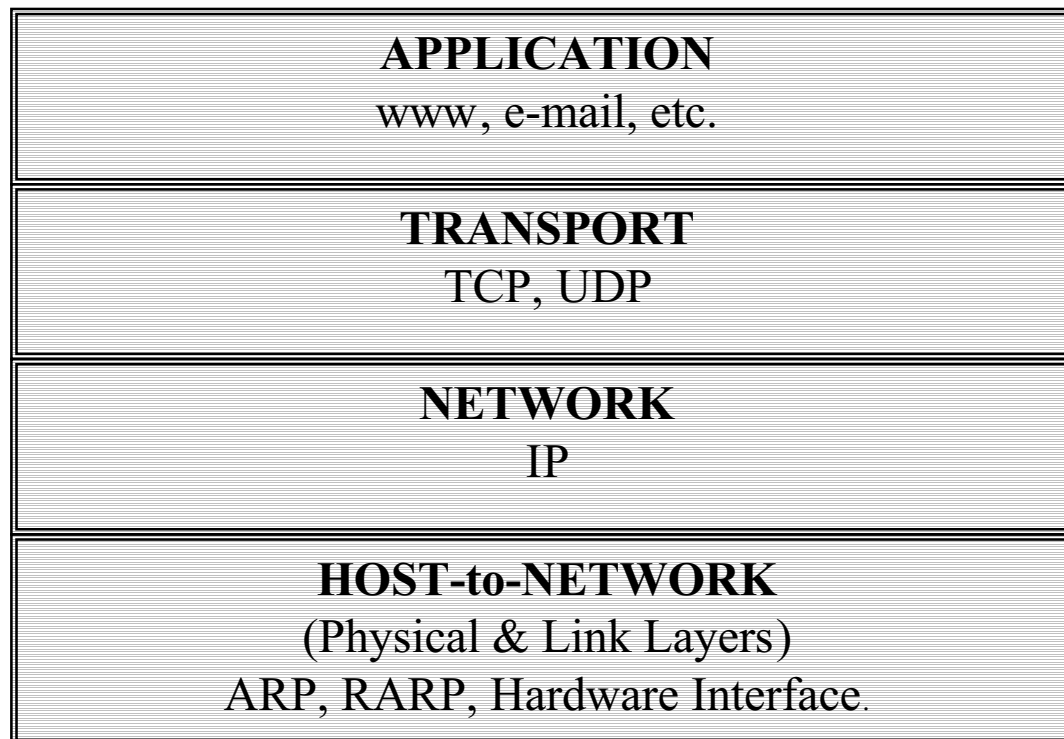 APPLICATION
www, e-mail, etc.
TRANSPORT
TCP, UDP
NETWORK
IP
HOST-to-NETWORK
(Physical & Link Layers)
ARP, RARP, Hardware Interface.